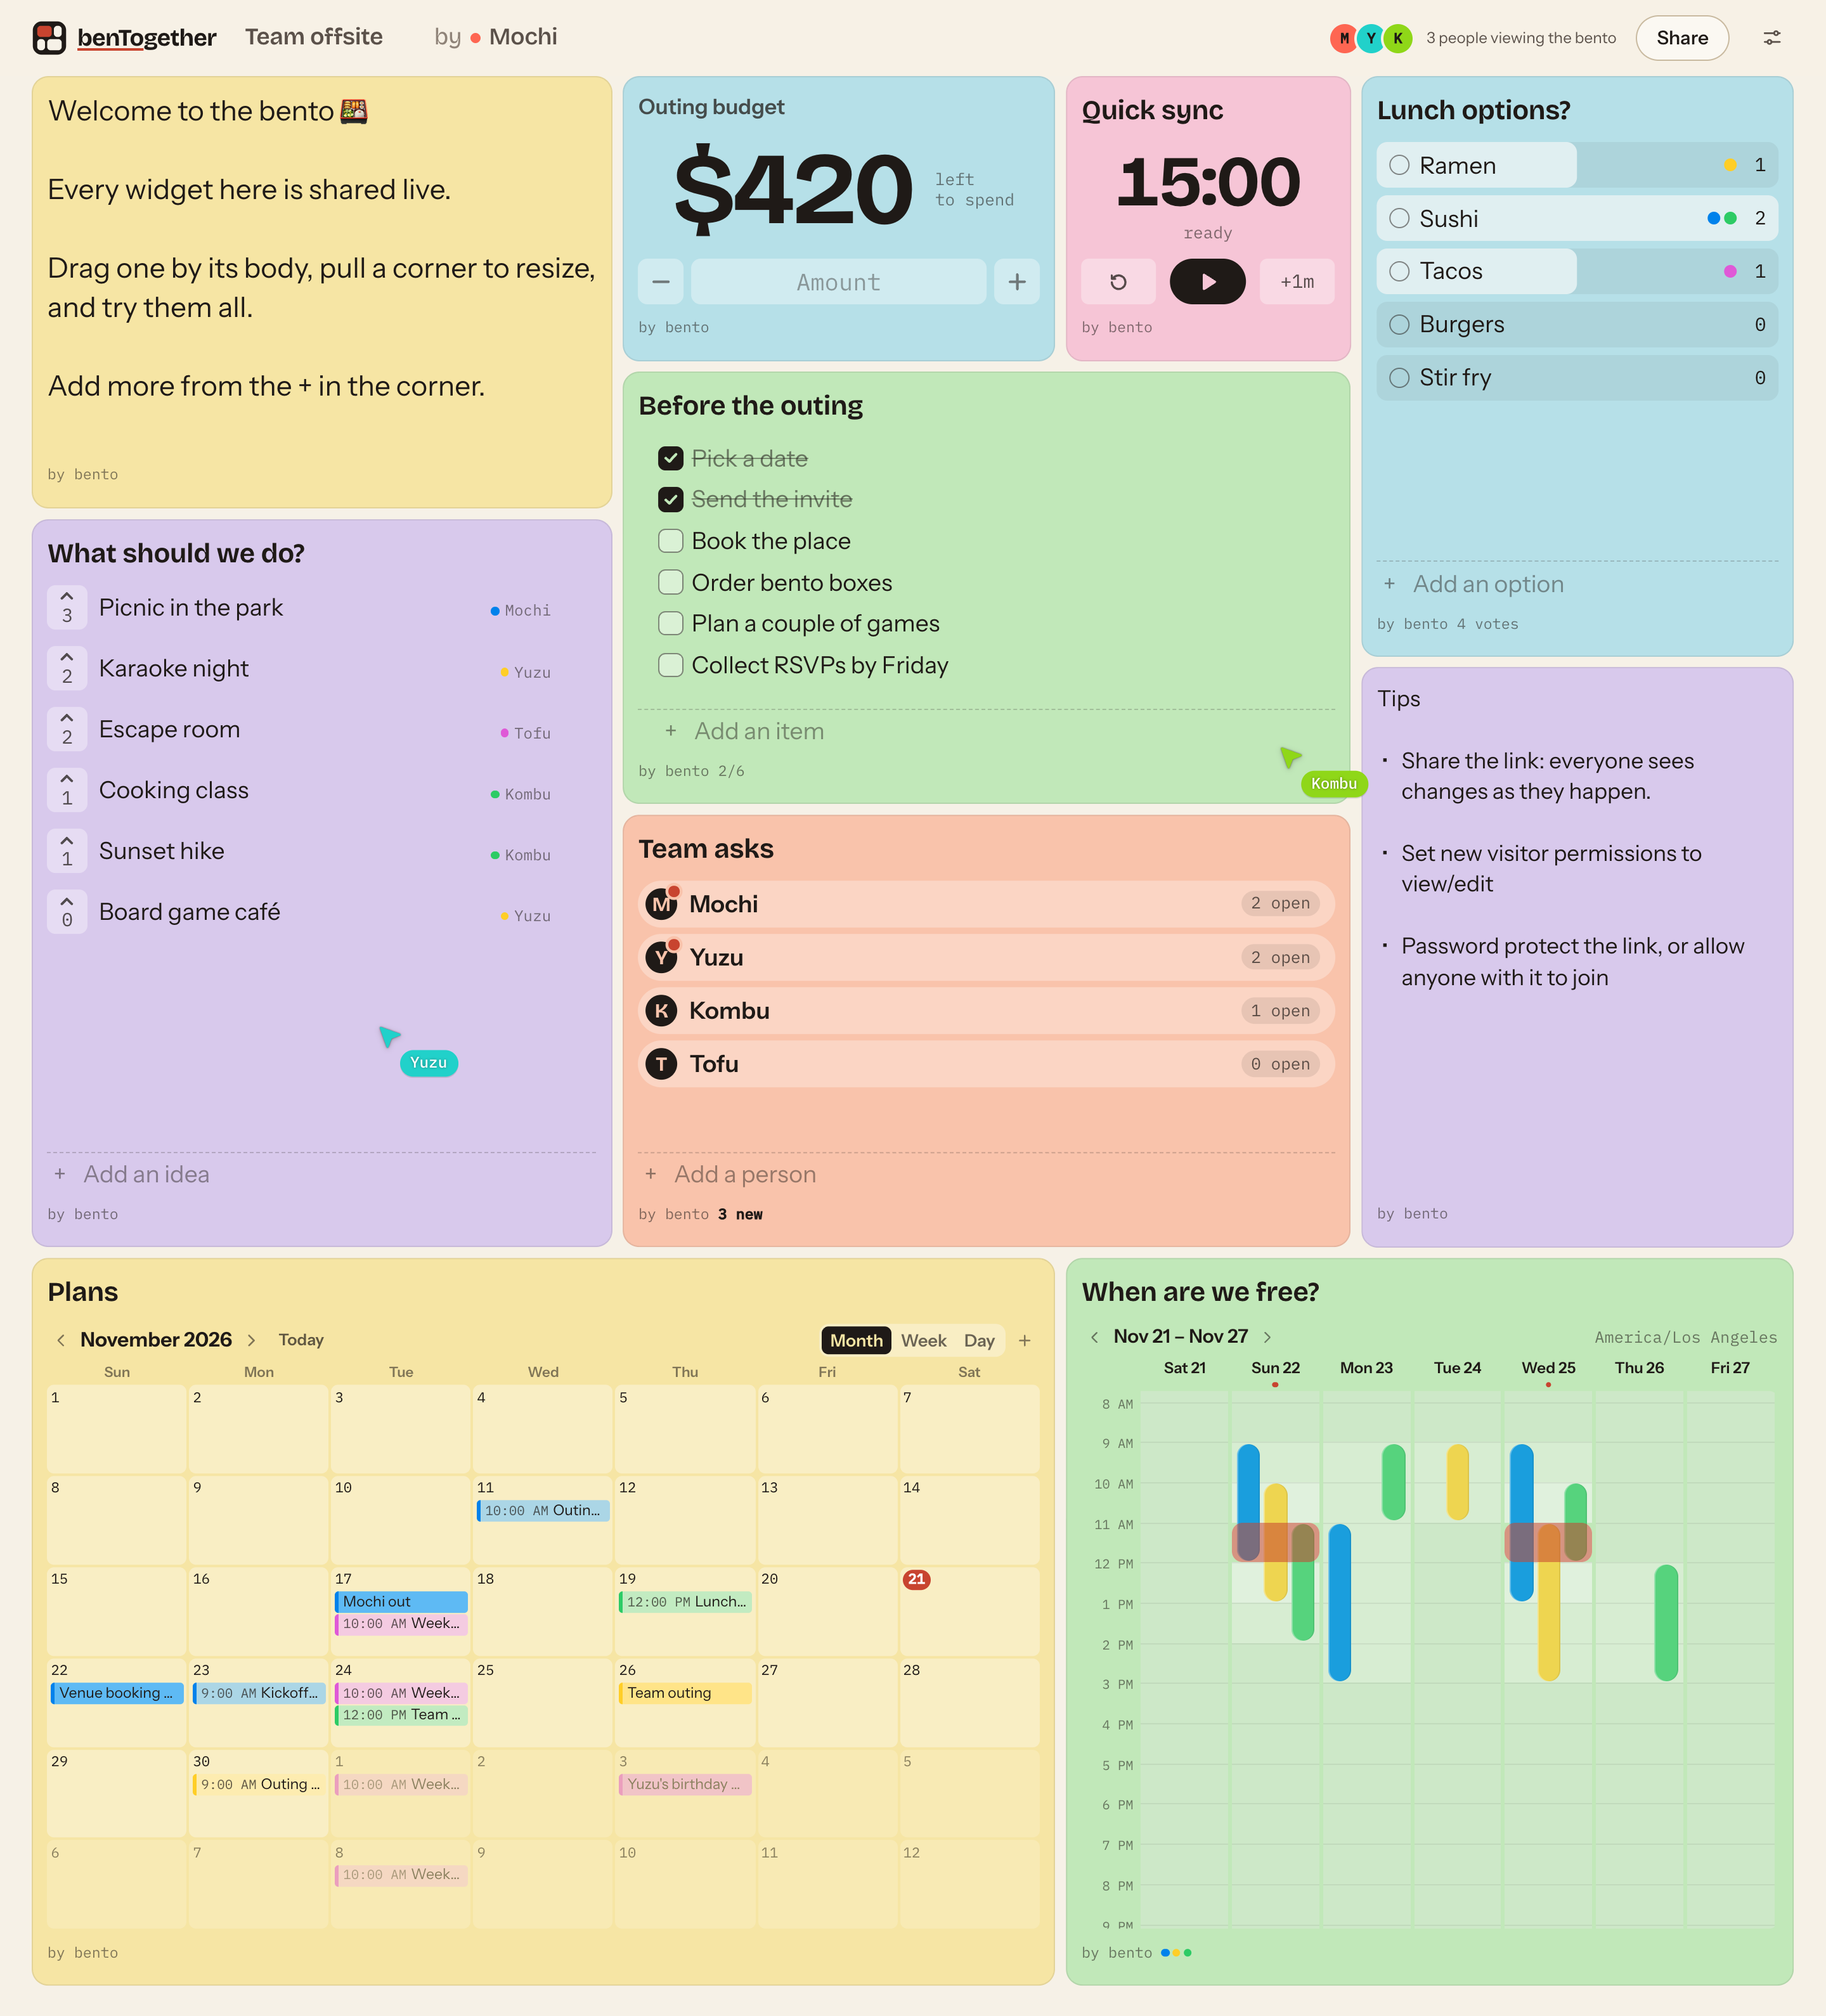 benTogether Team offsite by Mochi
M Y K 3 people viewing the bento Share
Welcome to the bento
Every widget here is shared live.
Drag one by its body, pull a corner to resize,
and try them all.
Add more from the + in the corner.
by bento
Outing budget
$420
left
to spend
− Amount +
by bento
Quick sync
15:00
ready
+1m
by bento
Lunch options?
Ramen 1
Sushi 2
Tacos 1
Burgers 0
Stir fry 0
+ Add an option
by bento 4 votes
What should we do?
3 Picnic in the park Mochi
2 Karaoke night Yuzu
2 Escape room Tofu
1 Cooking class Kombu
1 Sunset hike Kombu
0 Board game café Yuzu
Yuzu
+ Add an idea
by bento
Before the outing
Pick a date
Send the invite
Book the place
Order bento boxes
Plan a couple of games
Collect RSVPs by Friday
+ Add an item
by bento 2/6
Kombu
Team asks
M Mochi 2 open
Y Yuzu 2 open
K Kombu 1 open
T Tofu 0 open
+ Add a person
by bento 3 new
Tips
· Share the link: everyone sees
changes as they happen.
· Set new visitor permissions to
view/edit
· Password protect the link, or allow
anyone with it to join
by bento
Plans
November 2026 Today Month Week Day +
Sun Mon Tue Wed Thu Fri Sat
1 2 3 4 5 6 7
8 9 10 11 12 13 14
10:00 AM Outin...
15 16 17 18 19 20 21
Mochi out
12:00 PM Lunch...
10:00 AM Week...
22 23 24 25 26 27 28
Venue booking ...
9:00 AM Kickoff...
10:00 AM Week...
Team outing
12:00 PM Team ...
29 30 1 2 3 4 5
9:00 AM Outing ...
10:00 AM Week...
Yuzu's birthday ...
6 7 8 9 10 11 12
10:00 AM Week...
by bento
When are we free?
Nov 21 – Nov 27 America/Los Angeles
Sat 21 Sun 22 Mon 23 Tue 24 Wed 25 Thu 26 Fri 27
8 AM
9 AM
10 AM
11 AM
12 PM
1 PM
2 PM
3 PM
4 PM
5 PM
6 PM
7 PM
8 PM
9 PM
by bento